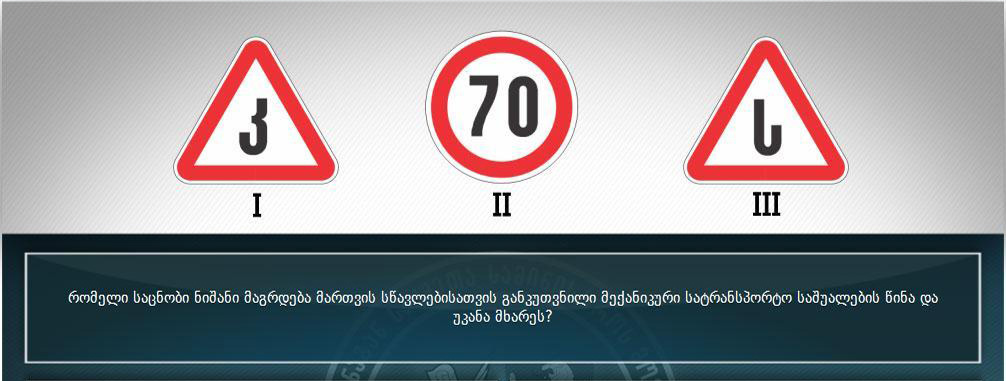 კ 70 ს
I II III
რომელი საცნობი ნიშანი მაგრდება მართვის სწავლებისათვის განკუთვნილი მექანიკური სატრანსპორტო საშუალების წინა და
უკანა მხარეს?